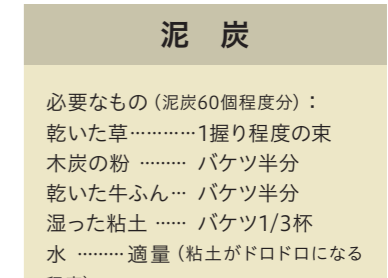 泥　炭
必要なもの（泥炭60個程度分）：
乾いた草…………1握り程度の束
木炭の粉 ……… バケツ半分
乾いた牛ふん… バケツ半分
湿った粘土 …… バケツ1/3杯
水 ………適量（粘土がドロドロになる